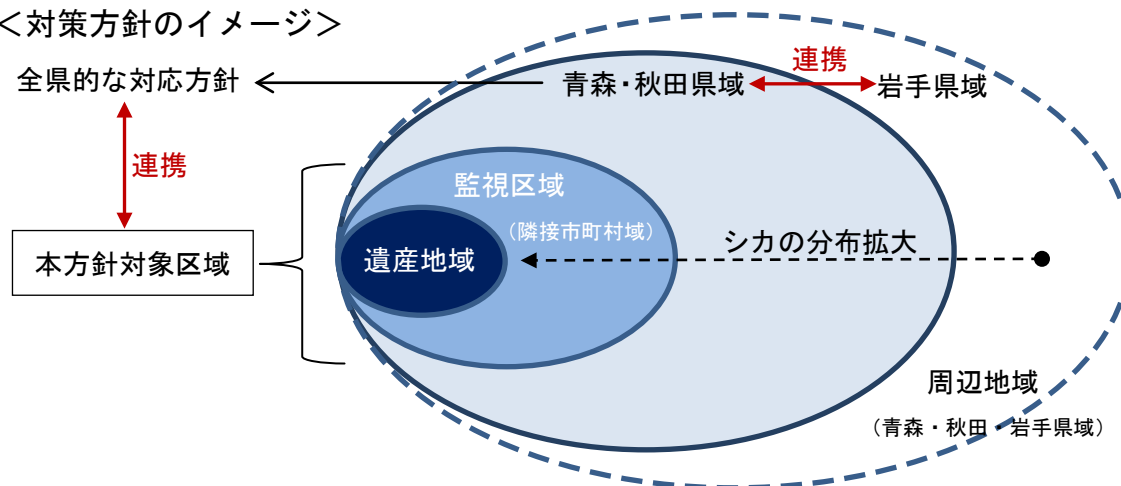 ＜対策方針のイメージ＞
全県的な対応方針
青森・秋田県域
連携
岩手県域
連携
監視区域
（隣接市町村域）
本方針対象区域
遺産地域
シカの分布拡大
周辺地域
（青森・秋田・岩手県域）